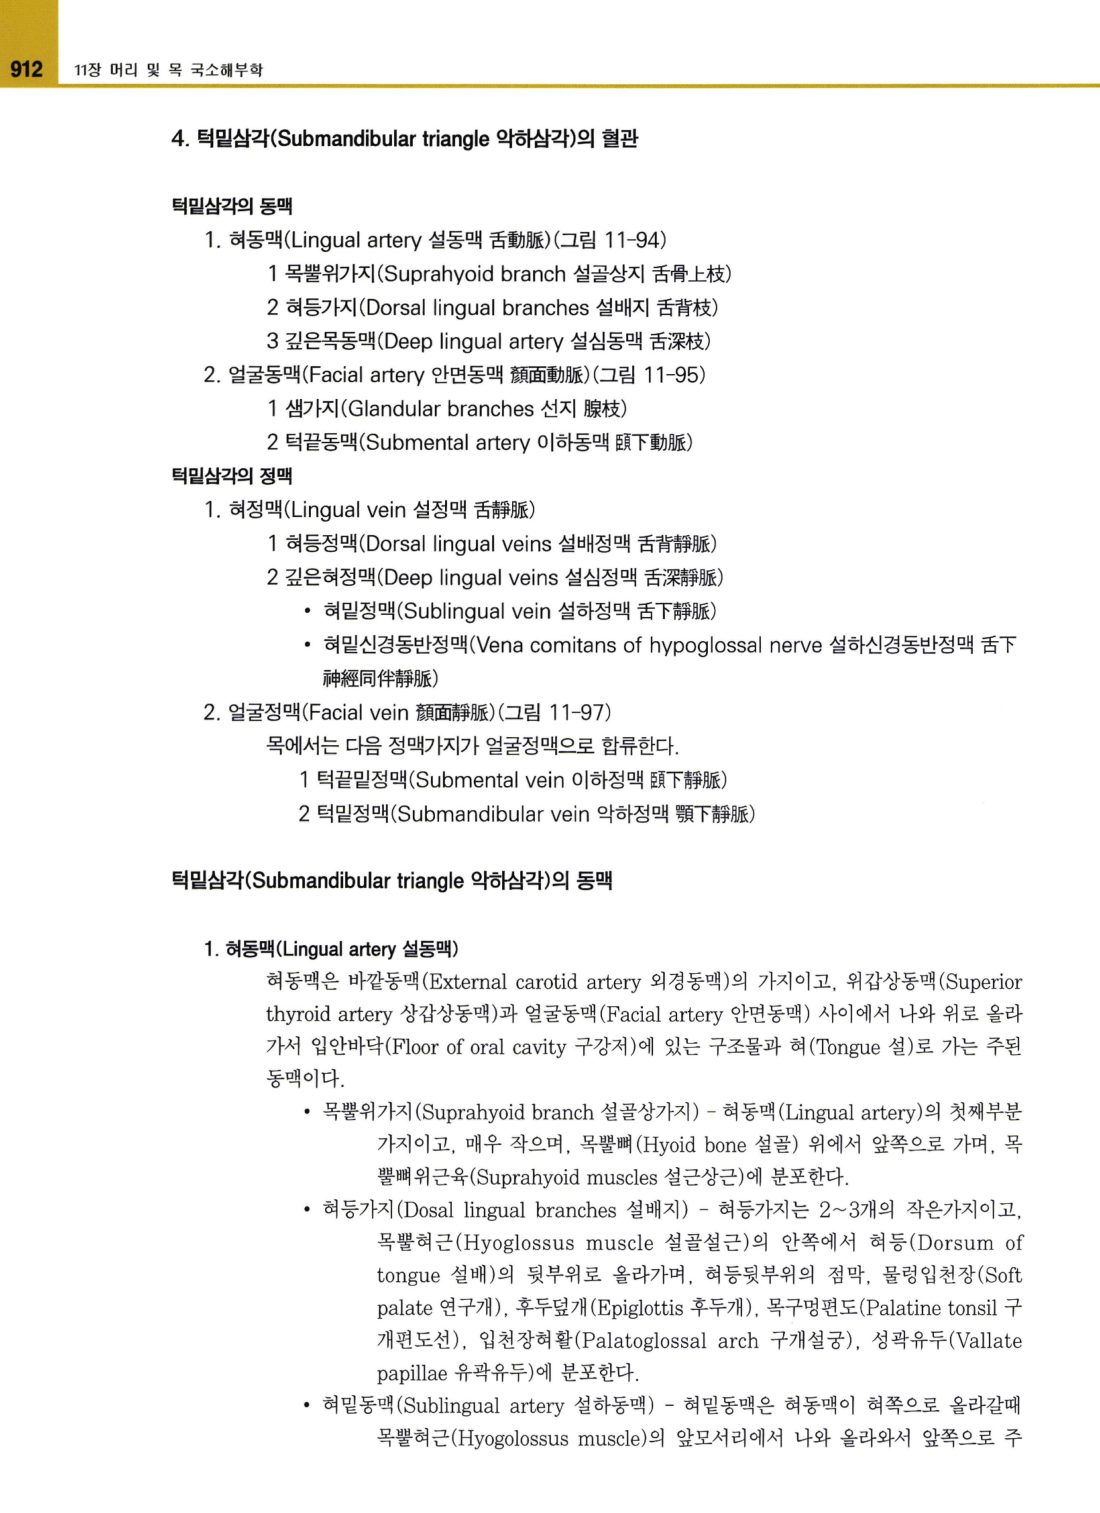 912
11장 머리 및 목 국소해부학
4. 턱밑삼각(Submandibular triangle 악하삼각)의 혈관
턱밑삼각의 동맥
1. 혀동맥(Lingual artery 설동맥 舌動脈)(그림 11-94)
1 목뿔위가지(Suprahyoid branch 설골상지 舌骨上枝)
2 혀등가지(Dorsal lingual branches 설배지 舌背枝)
3 깊은목동맥(Deep lingual artery 설심동맥 舌深枝)
2. 얼굴동맥(Facial artery 안면동맥 顔面動脈)(그림 11-95)
1 샘가지(Glandular branches 선지 腺枝)
2 턱끝동맥(Submental artery 이하동맥 頤下動脈)
턱밑삼각의 정맥
1. 혀정맥(Lingual vein 설정맥 舌靜脈)
1 혀등정맥(Dorsal lingual veins 설배정맥 舌背靜脈)
2 깊은혀정맥(Deep lingual veins 설심정맥 舌深靜脈)
• 혀밑정맥(Sublingual vein 설하정맥 舌下靜脈)
• 혀밑신경동반정맥(Vena comitans of hypoglossal nerve 설하신경동반정맥 舌下
神經同伴靜脈)
2. 얼굴정맥(Facial vein 顔面靜脈)(그림 11-97)
목에서는 다음 정맥가지가 얼굴정맥으로 합류한다.
1 턱끝밑정맥(Submental vein 이하정맥 頤下靜脈)
2 턱밑정맥(Submandibular vein 악하정맥 顎下靜脈)
턱밑삼각(Submandibular triangle 악하삼각)의 동맥
1. 혀동맥(Lingual artery 설동맥)
혀동맥은 바깥동맥(External carotid artery 외경동맥)의 가지이고, 위갑상동맥(Superior
thyroid artery 상갑상동맥)과 얼굴동맥(Facial artery 안면동맥) 사이에서 나와 위로 올라
가서 입안바닥(Floor of oral cavity 구강저)에 있는 구조물과 혀(Tongue 설)로 가는 주된
동맥이다.
• 목뿔위가지(Suprahyoid branch 설골상가지) - 혀동맥(Lingual artery)의 첫째부분
가지이고, 매우 작으며, 목뿔뼈(Hyoid bone 설골) 위에서 앞쪽으로 가며, 목
뿔뼈위근육(Suprahyoid muscles 설근상근)에 분포한다.
• 혀등가지(Dosal lingual branches 설배지) - 혀등가지는 2~3개의 작은가지이고,
목뿔혀근(Hyoglossus muscle 설골설근)의 안쪽에서 혀등(Dorsum of
tongue 설배)의 뒷부위로 올라가며, 혀등뒷부위의 점막, 물렁입천장(Soft
palate 연구개), 후두덮개(Epiglottis 후두개), 목구멍편도(Palatine tonsil 구
개편도선), 입천장혀활(Palatoglossal arch 구개설궁), 성곽유두(Vallate
papillae 유곽유두)에 분포한다.
• 혀밑동맥(Sublingual artery 설하동맥) - 혀밑동맥은 혀동맥이 혀쪽으로 올라갈때
목뿔혀근(Hyogolossus muscle)의 앞모서리에서 나와 올라와서 앞쪽으로 주